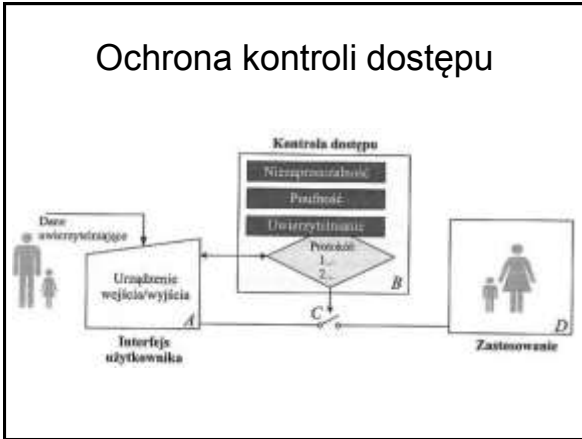 Ochrona kontroli dostępu
Kontrola dostępu
Niezaprzeczalność
Poufność
Uwierzytelnianie
Protokół
1...
2...
B
Dane
uwierzytelniające
Urządzenie
wejścia/wyjścia
A
Interfejs
użytkownika
C
D
Zastosowanie